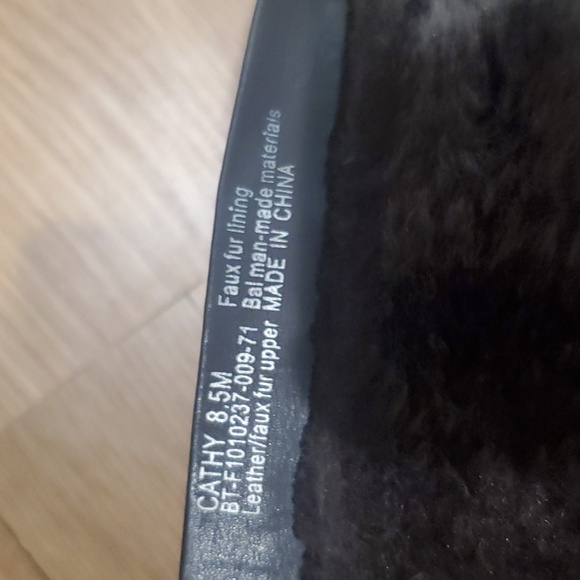 CATHY 8.5M
BT-F1010237-009-71 Faux fur lining
Leather/faux fur upper Bal man-made materials
MADE IN CHINA